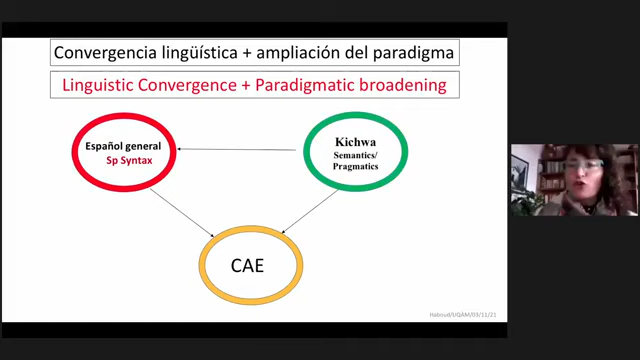 Convergencia lingüística + ampliación del paradigma
Linguistic Convergence + Paradigmatic broadening
Español general
Sp Syntax
Kichwa
Semantics/
Pragmatics
CAE
Haboud/UQAM/03/11/21